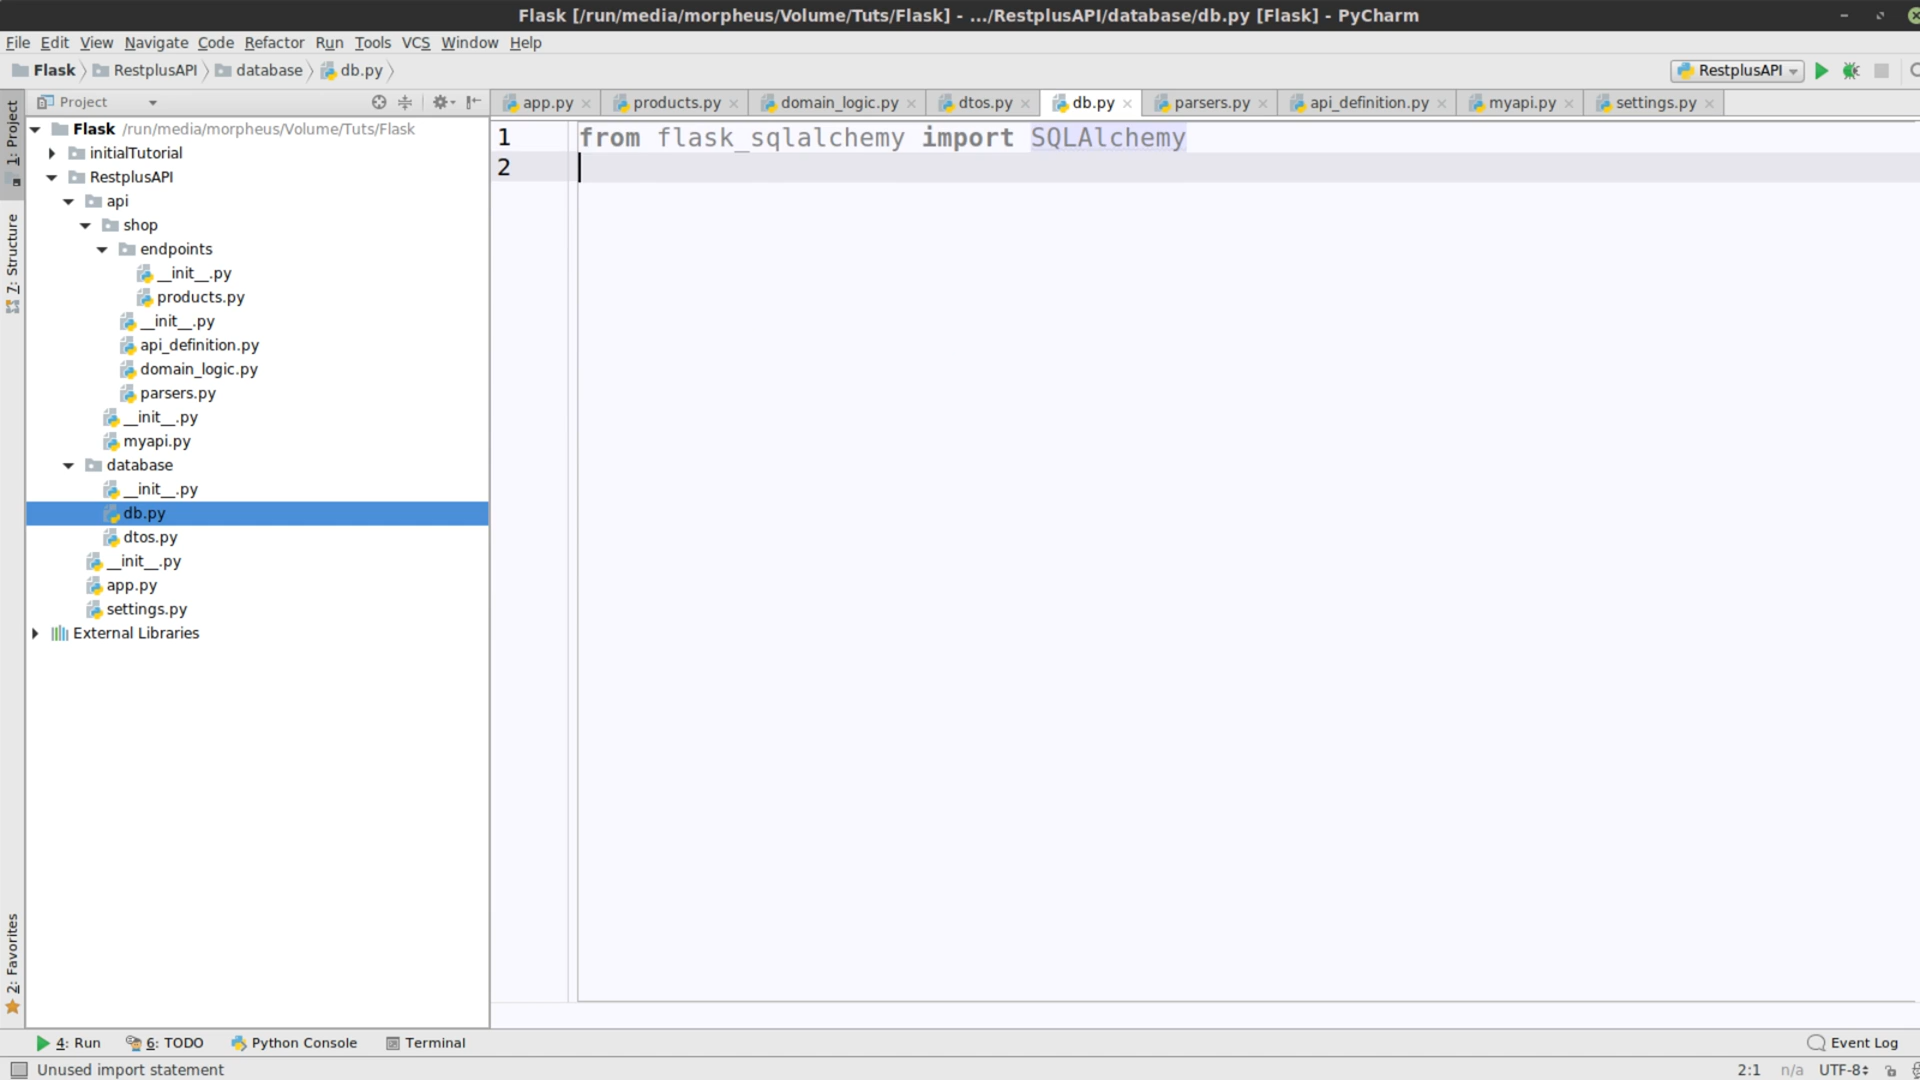 Flask [/run/media/morpheus/Volume/Tuts/Flask] - .../RestplusAPI/database/db.py [Flask] - PyCharm
File Edit View Navigate Code Refactor Run Tools VCS Window Help
Flask RestplusAPI database db.py RestplusAPI
Project app.py products.py domain_logic.py dtos.py db.py parsers.py api_definition.py myapi.py settings.py
1: Project
7: Structure
2: Favorites
Flask /run/media/morpheus/Volume/Tuts/Flask
initialTutorial
RestplusAPI
api
shop
endpoints
__init__.py
products.py
__init__.py
api_definition.py
domain_logic.py
parsers.py
__init__.py
myapi.py
database
__init__.py
db.py
dtos.py
__init__.py
app.py
settings.py
External Libraries
1 from flask_sqlalchemy import SQLAlchemy
2
4: Run 6: TODO Python Console Terminal Event Log
Unused import statement 2:1 n/a UTF-8